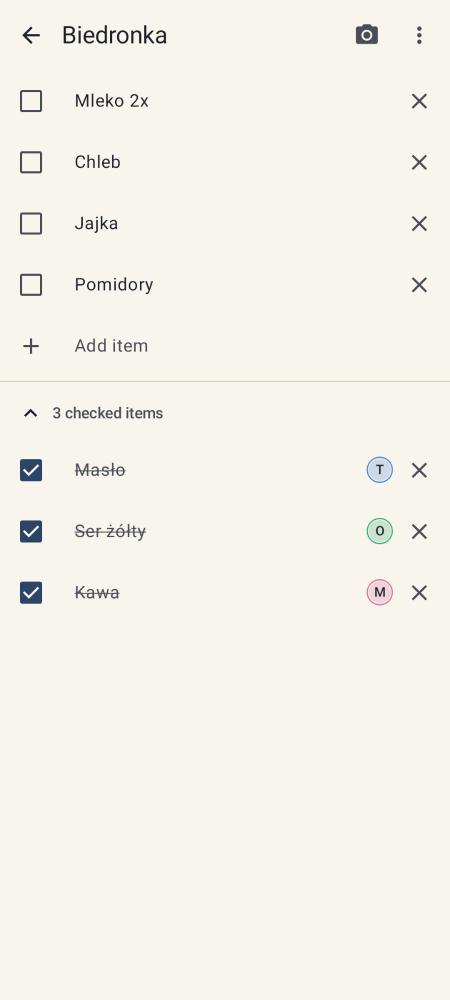 Biedronka
Mleko 2x
Chleb
Jajka
Pomidory
Add item
3 checked items
Masło T
Ser żółty O
Kawa M